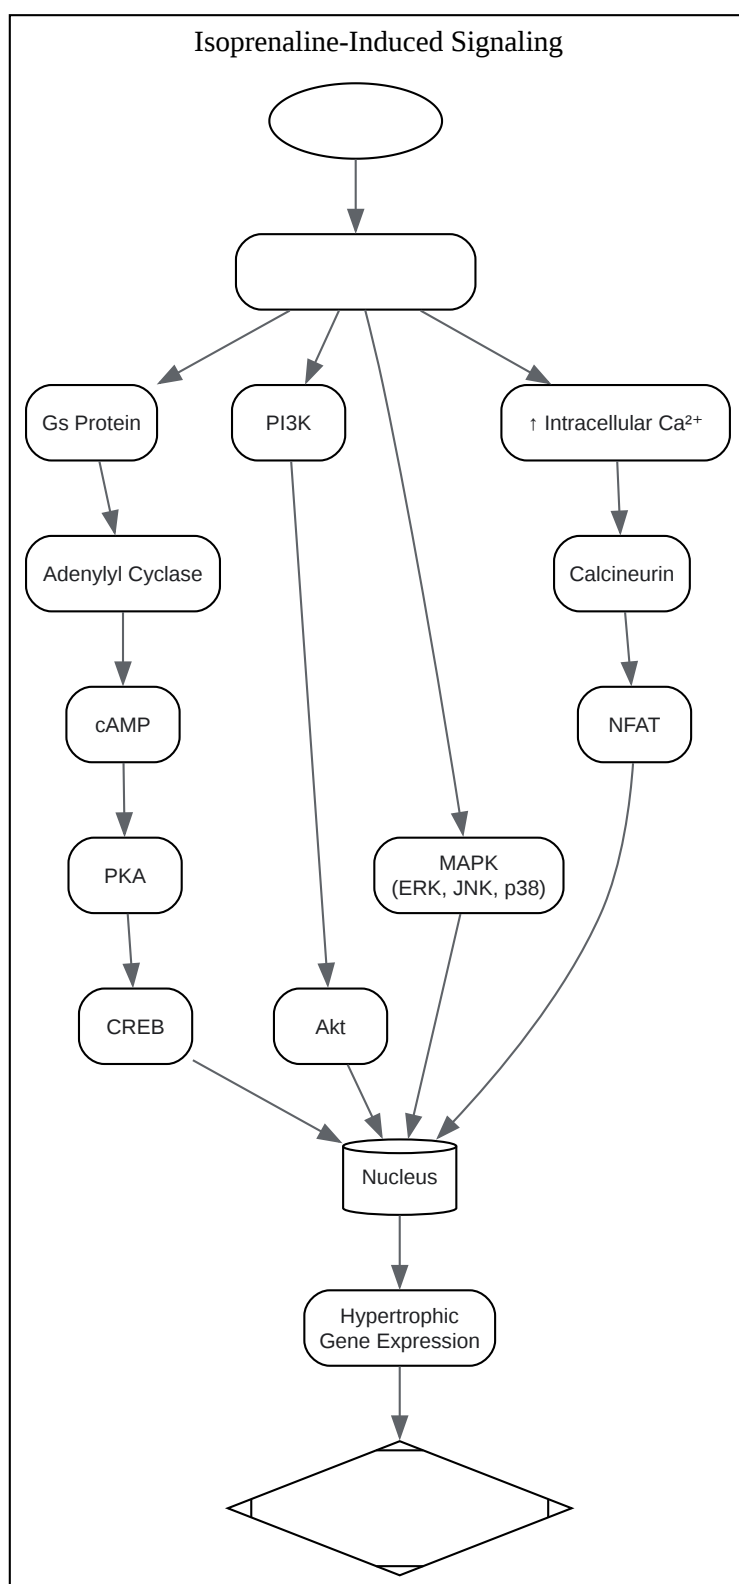 Isoprenaline-Induced Signaling
Gs Protein
PI3K
↑ Intracellular Ca²⁺
Adenylyl Cyclase
Calcineurin
cAMP
NFAT
PKA
MAPK
(ERK, JNK, p38)
CREB
Akt
Nucleus
Hypertrophic
Gene Expression